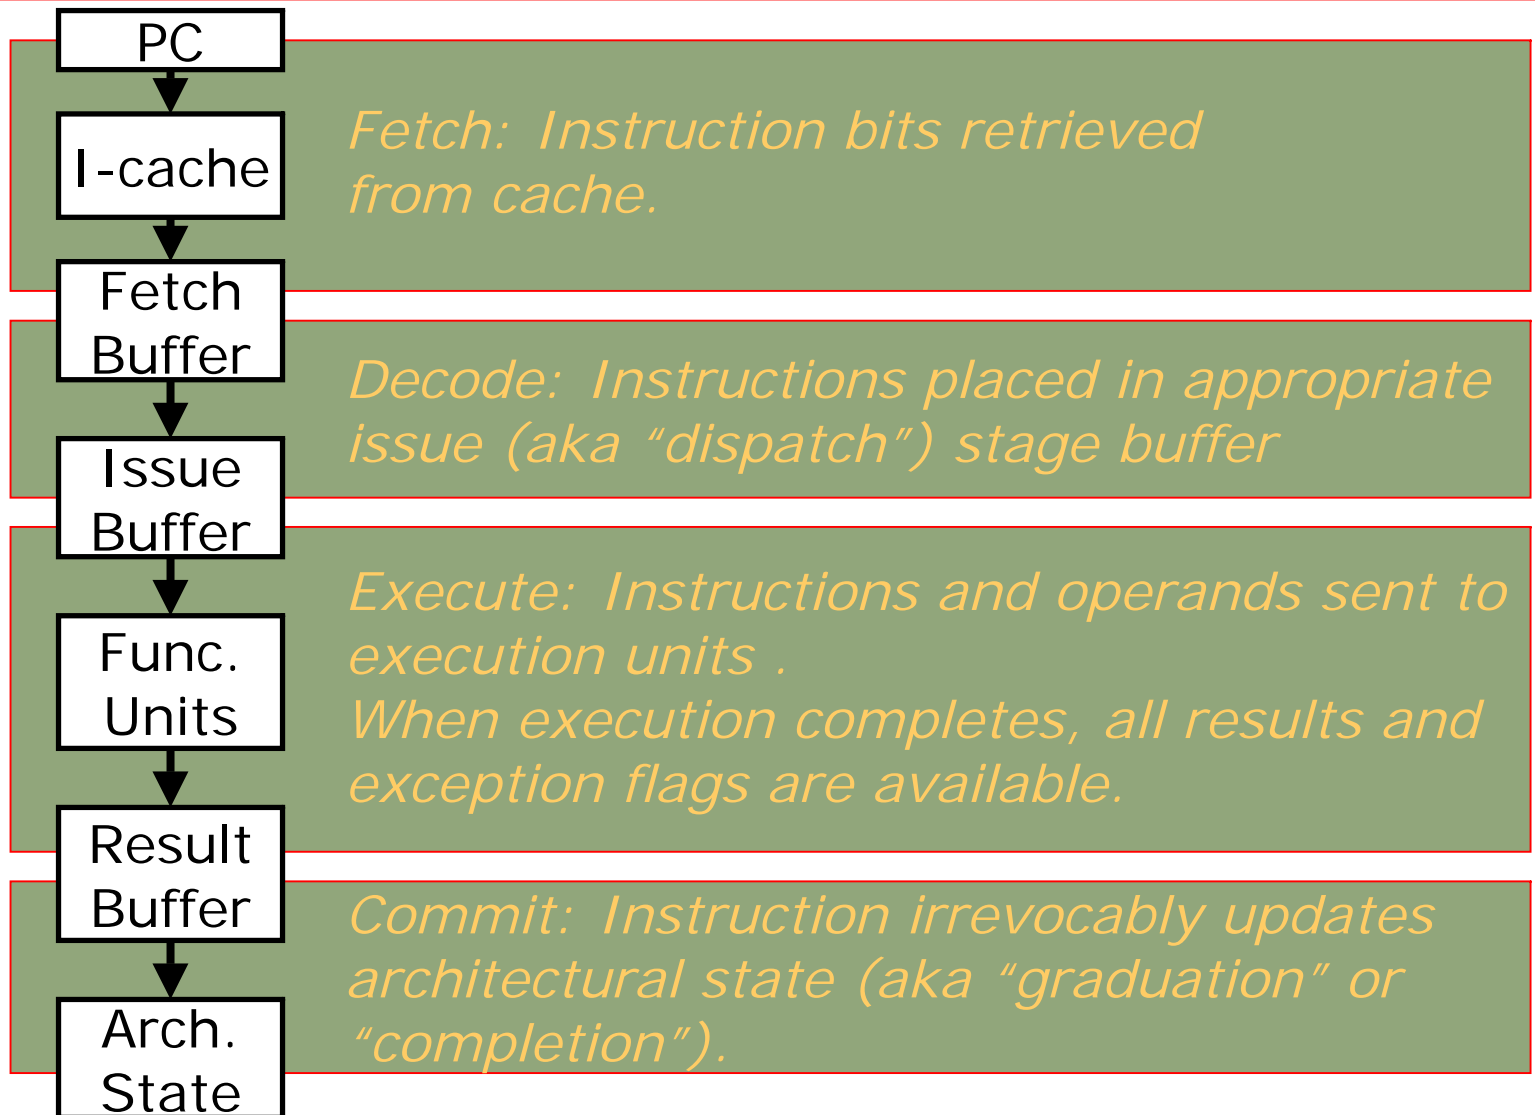 PC
I-cache
Fetch: Instruction bits retrieved
from cache.
Fetch
Buffer
Decode: Instructions placed in appropriate
issue (aka “dispatch”) stage buffer
Issue
Buffer
Execute: Instructions and operands sent to
execution units .
When execution completes, all results and
exception flags are available.
Func.
Units
Result
Buffer
Commit: Instruction irrevocably updates
architectural state (aka “graduation” or
“completion”).
Arch.
State